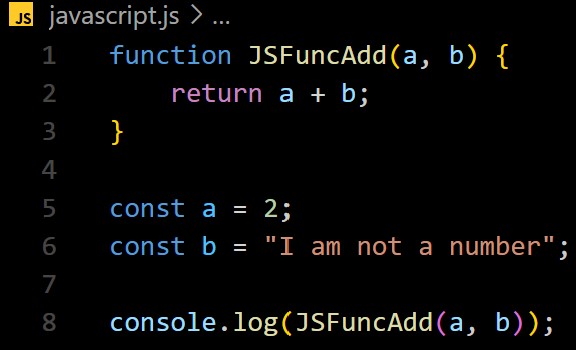 JS javascript.js > ...
1 function JSFuncAdd(a, b) {
2     return a + b;
3 }
4
5 const a = 2;
6 const b = "I am not a number";
7
8 console.log(JSFuncAdd(a, b));